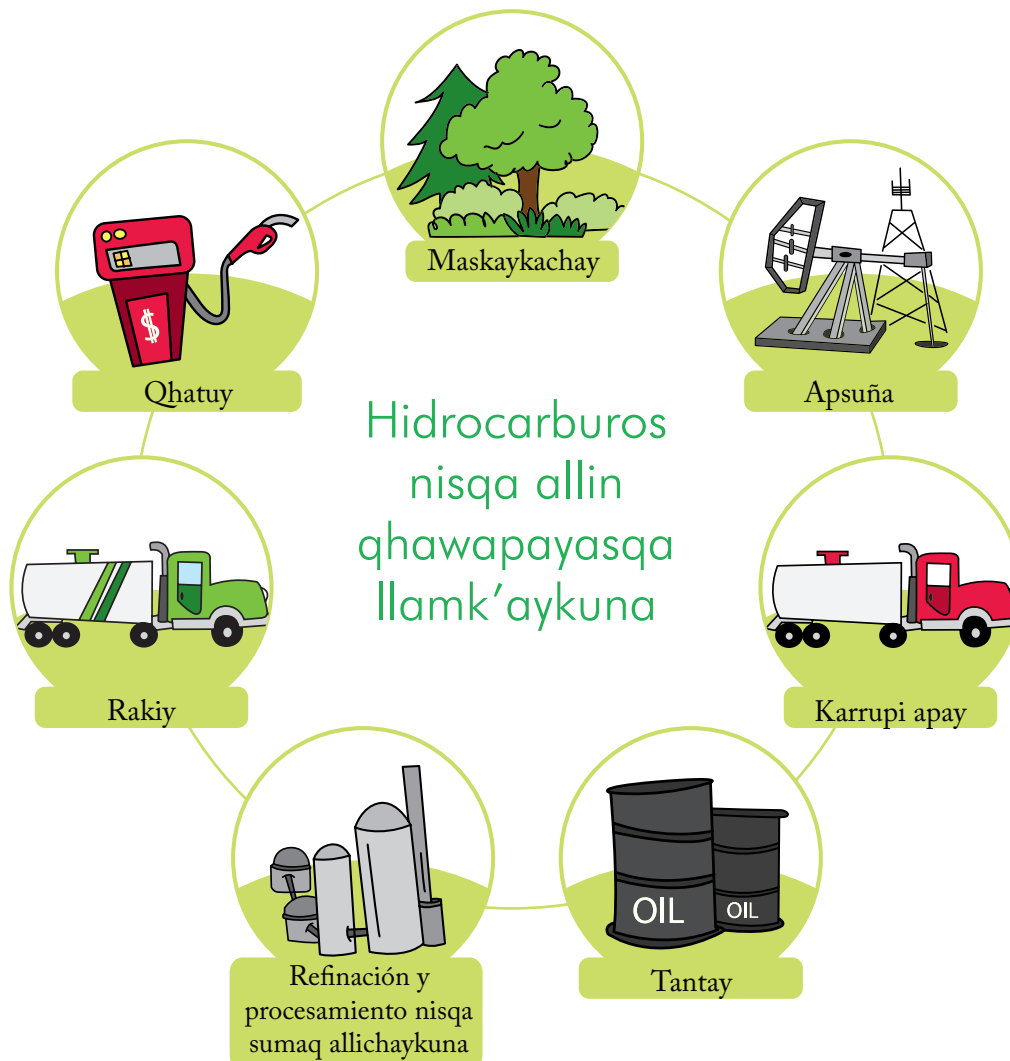 Maskaykachay
Qhatuy
$
Apsuña
Hidrocarburos
nisqa allin
qhawapayasqa
llamk’aykuna
Rakiy
Karrupi apay
OIL
OIL
Refinación y
procesamiento nisqa
sumaq allichaykuna
Tantay